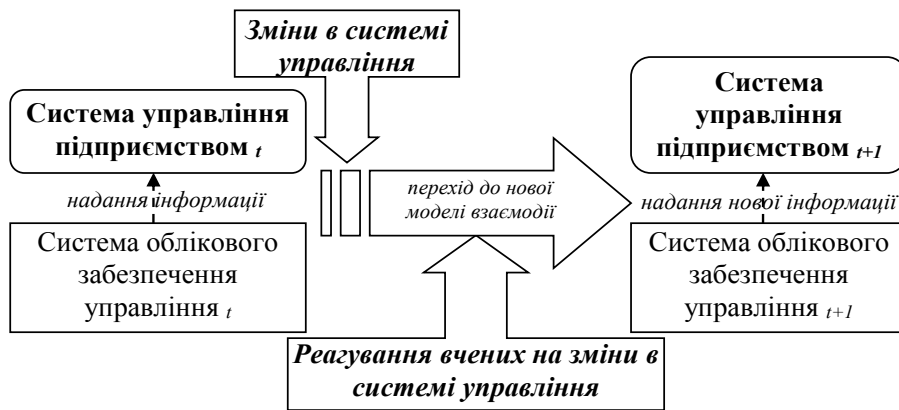 Зміни в системі
управління
Система управління
підприємством t
надання інформації
Система облікового
забезпечення
управління t
перехід до нової
моделі взаємодії
Реагування вчених на зміни в
системі управління
Система
управління
підприємством t+1
надання нової інформації
Система облікового
забезпечення
управління t+1